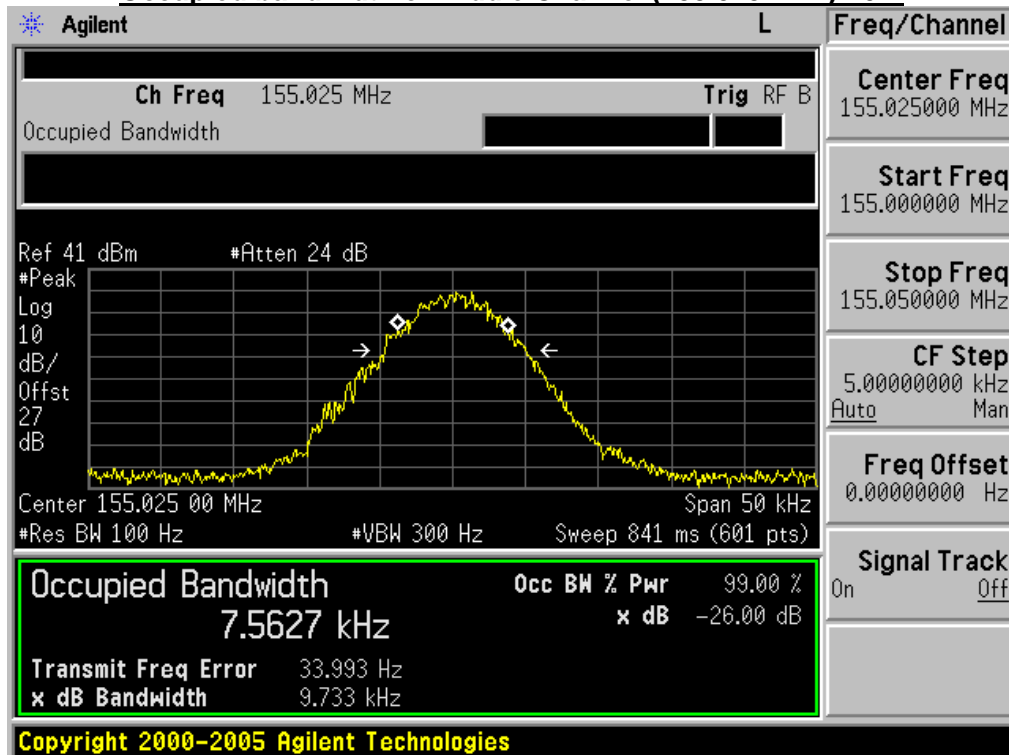 Agilent L
Freq/Channel
Ch Freq 155.025 MHz Trig RF B
Occupied Bandwidth
Center Freq
155.025000 MHz
Start Freq
155.000000 MHz
Ref 41 dBm #Atten 24 dB
#Peak
Log
10
dB/
Offst
27
dB
Stop Freq
155.050000 MHz
CF Step
5.00000000 kHz
Auto Man
Freq Offset
0.00000000 Hz
Center 155.025 00 MHz Span 50 kHz
#Res BW 100 Hz #VBW 300 Hz Sweep 841 ms (601 pts)
Signal Track
On Off
Occupied Bandwidth
7.5627 kHz
Occ BW % Pwr 99.00 %
x dB -26.00 dB
Transmit Freq Error 33.993 Hz
x dB Bandwidth 9.733 kHz
Copyright 2000-2005 Agilent Technologies